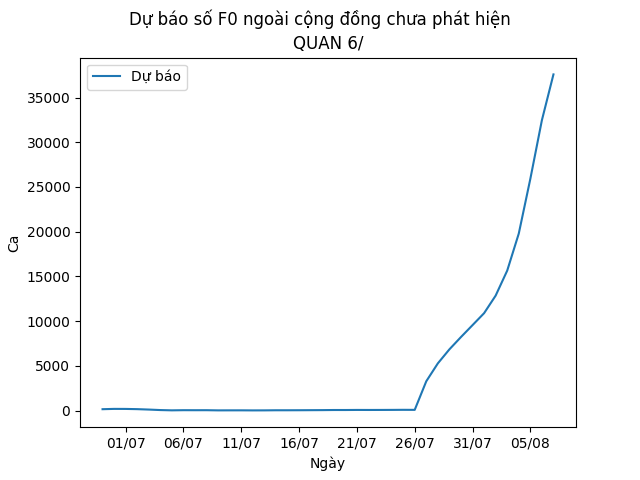 Dự báo số F0 ngoài cộng đồng chưa phát hiện
QUAN 6/
Dự báo
Ca
35000
30000
25000
20000
15000
10000
5000
0
01/07 06/07 11/07 16/07 21/07 26/07 31/07 05/08
Ngày